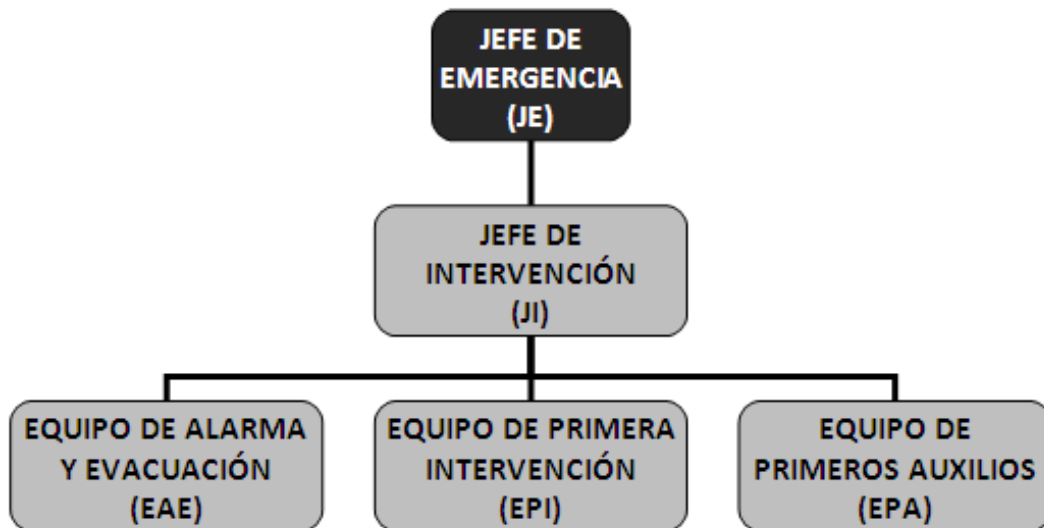 JEFE DE
EMERGENCIA
(JE)
JEFE DE
INTERVENCIÓN
(JI)
EQUIPO DE ALARMA
Y EVACUACIÓN
(EAE)
EQUIPO DE PRIMERA
INTERVENCIÓN
(EPI)
EQUIPO DE
PRIMEROS AUXILIOS
(EPA)